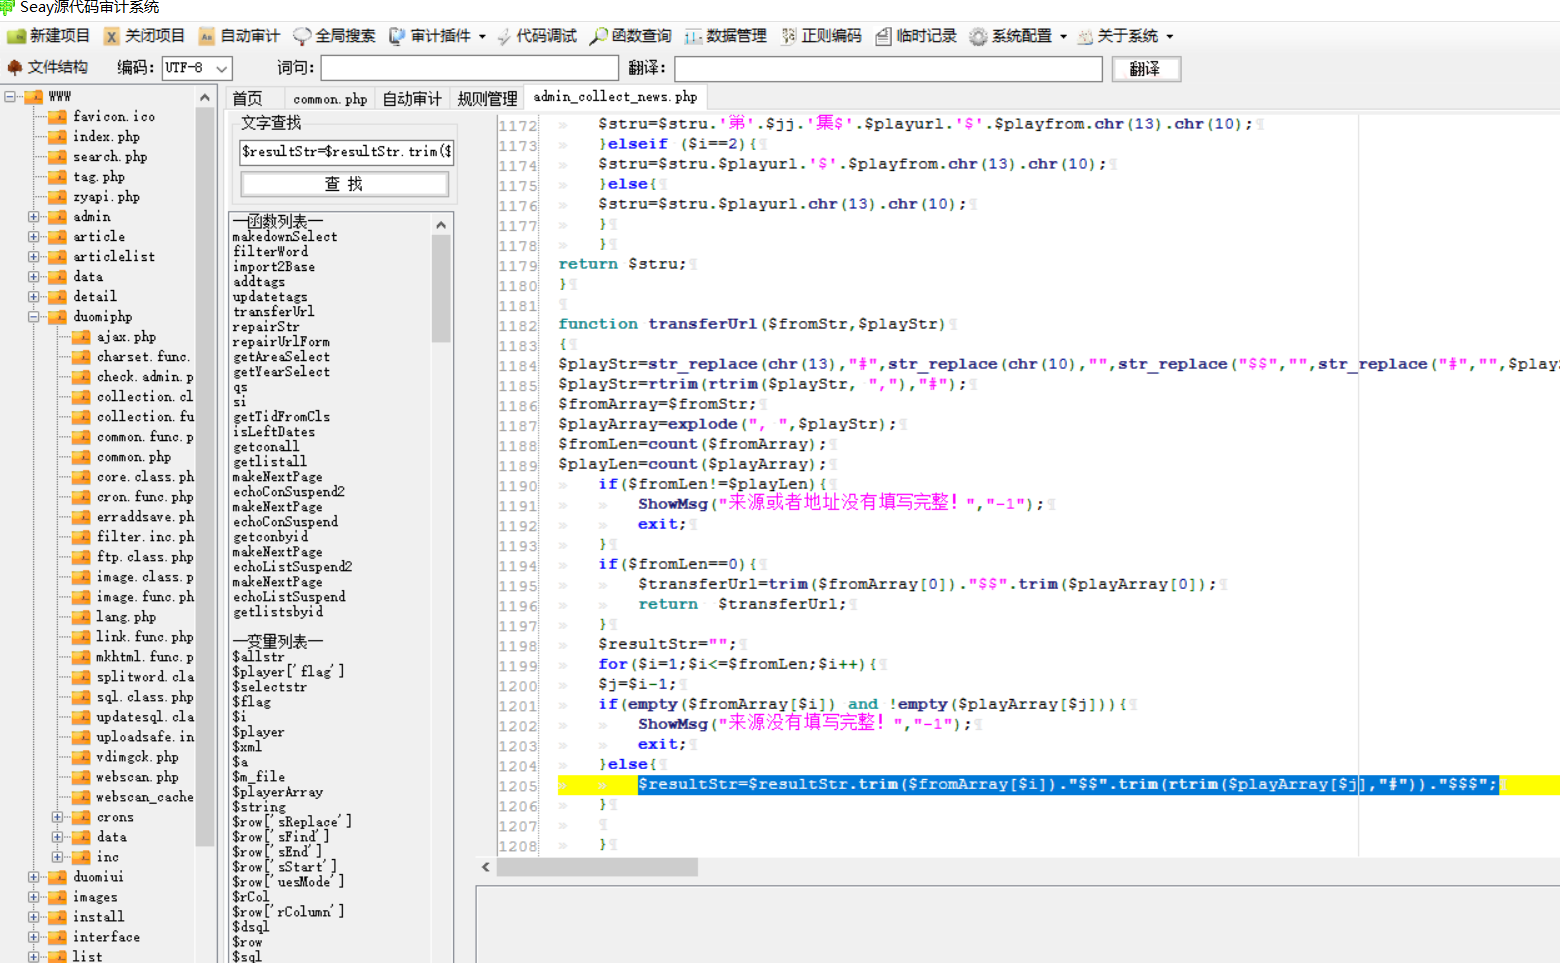 Seay源代码审计系统
新建项目 关闭项目 自动审计 全局搜索 审计插件 代码调试 函数查询 数据管理 正则编码 临时记录 系统配置 关于系统
文件结构 编码: UTF-8 词句: 翻译: 翻译
WWW
favicon.ico
index.php
search.php
tag.php
zyapi.php
admin
article
articlelist
data
detail
duomiphp
ajax.php
charset.func.
check.admin.p
collection.cl
collection.fu
common.func.p
common.php
core.class.ph
cron.func.php
erraddsave.ph
filter.inc.ph
ftp.class.php
image.class.p
image.func.ph
lang.php
link.func.php
mkhtml.func.p
splitword.cla
sql.class.php
updatesql.cla
uploadsafe.in
vdimgck.php
webscan.php
webscan_cache
crons
data
inc
duomiui
images
install
interface
list
首页 common.php 自动审计 规则管理 admin_collect_news.php
文字查找
$resultStr=$resultStr.trim($
查 找
—函数列表—
makedownSelect
filterWord
import2Base
addtags
updatetags
transferUrl
repairStr
repairUrlForm
getAreaSelect
getYearSelect
qs
si
getTidFromCls
isLeftDates
getconall
getlistall
makeNextPage
echoConSuspend2
makeNextPage
echoConSuspend
getconbyid
makeNextPage
echoListSuspend2
makeNextPage
echoListSuspend
getlistsbyid
—变量列表—
$allstr
$player['flag']
$selectstr
$flag
$i
$player
$xml
$a
$m_file
$playerArray
$string
$row['sReplace']
$row['sFind']
$row['sEnd']
$row['sStart']
$row['uesMode']
$rCol
$row['rColumn']
$dsql
$row
$sql
1172 $stru=$stru.'第'.$jj.'集$'.$playurl.'$'.$playfrom.chr(13).chr(10);
1173 }elseif ($i==2){
1174 $stru=$stru.$playurl.'$'.$playfrom.chr(13).chr(10);
1175 }else{
1176 $stru=$stru.$playurl.chr(13).chr(10);
1177 }
1178 }
1179 return $stru;
1180 }
1181
1182 function transferUrl($fromStr,$playStr)
1183 {
1184 $playStr=str_replace(chr(13),"#",str_replace(chr(10),"",str_replace("$$","",str_replace("#","",$playS
1185 $playStr=rtrim(rtrim($playStr, ","),"#");
1186 $fromArray=$fromStr;
1187 $playArray=explode(", ",$playStr);
1188 $fromLen=count($fromArray);
1189 $playLen=count($playArray);
1190 if($fromLen!=$playLen){
1191 ShowMsg("来源或者地址没有填写完整！","-1");
1192 exit;
1193 }
1194 if($fromLen==0){
1195 $transferUrl=trim($fromArray[0])."$$".trim($playArray[0]);
1196 return $transferUrl;
1197 }
1198 $resultStr="";
1199 for($i=1;$i<=$fromLen;$i++){
1200 $j=$i-1;
1201 if(empty($fromArray[$i]) and !empty($playArray[$j])){
1202 ShowMsg("来源没有填写完整！","-1");
1203 exit;
1204 }else{
1205 $resultStr=$resultStr.trim($fromArray[$i])."$$".trim(rtrim($playArray[$j],"#"))."$$$";
1206 }
1207
1208 }